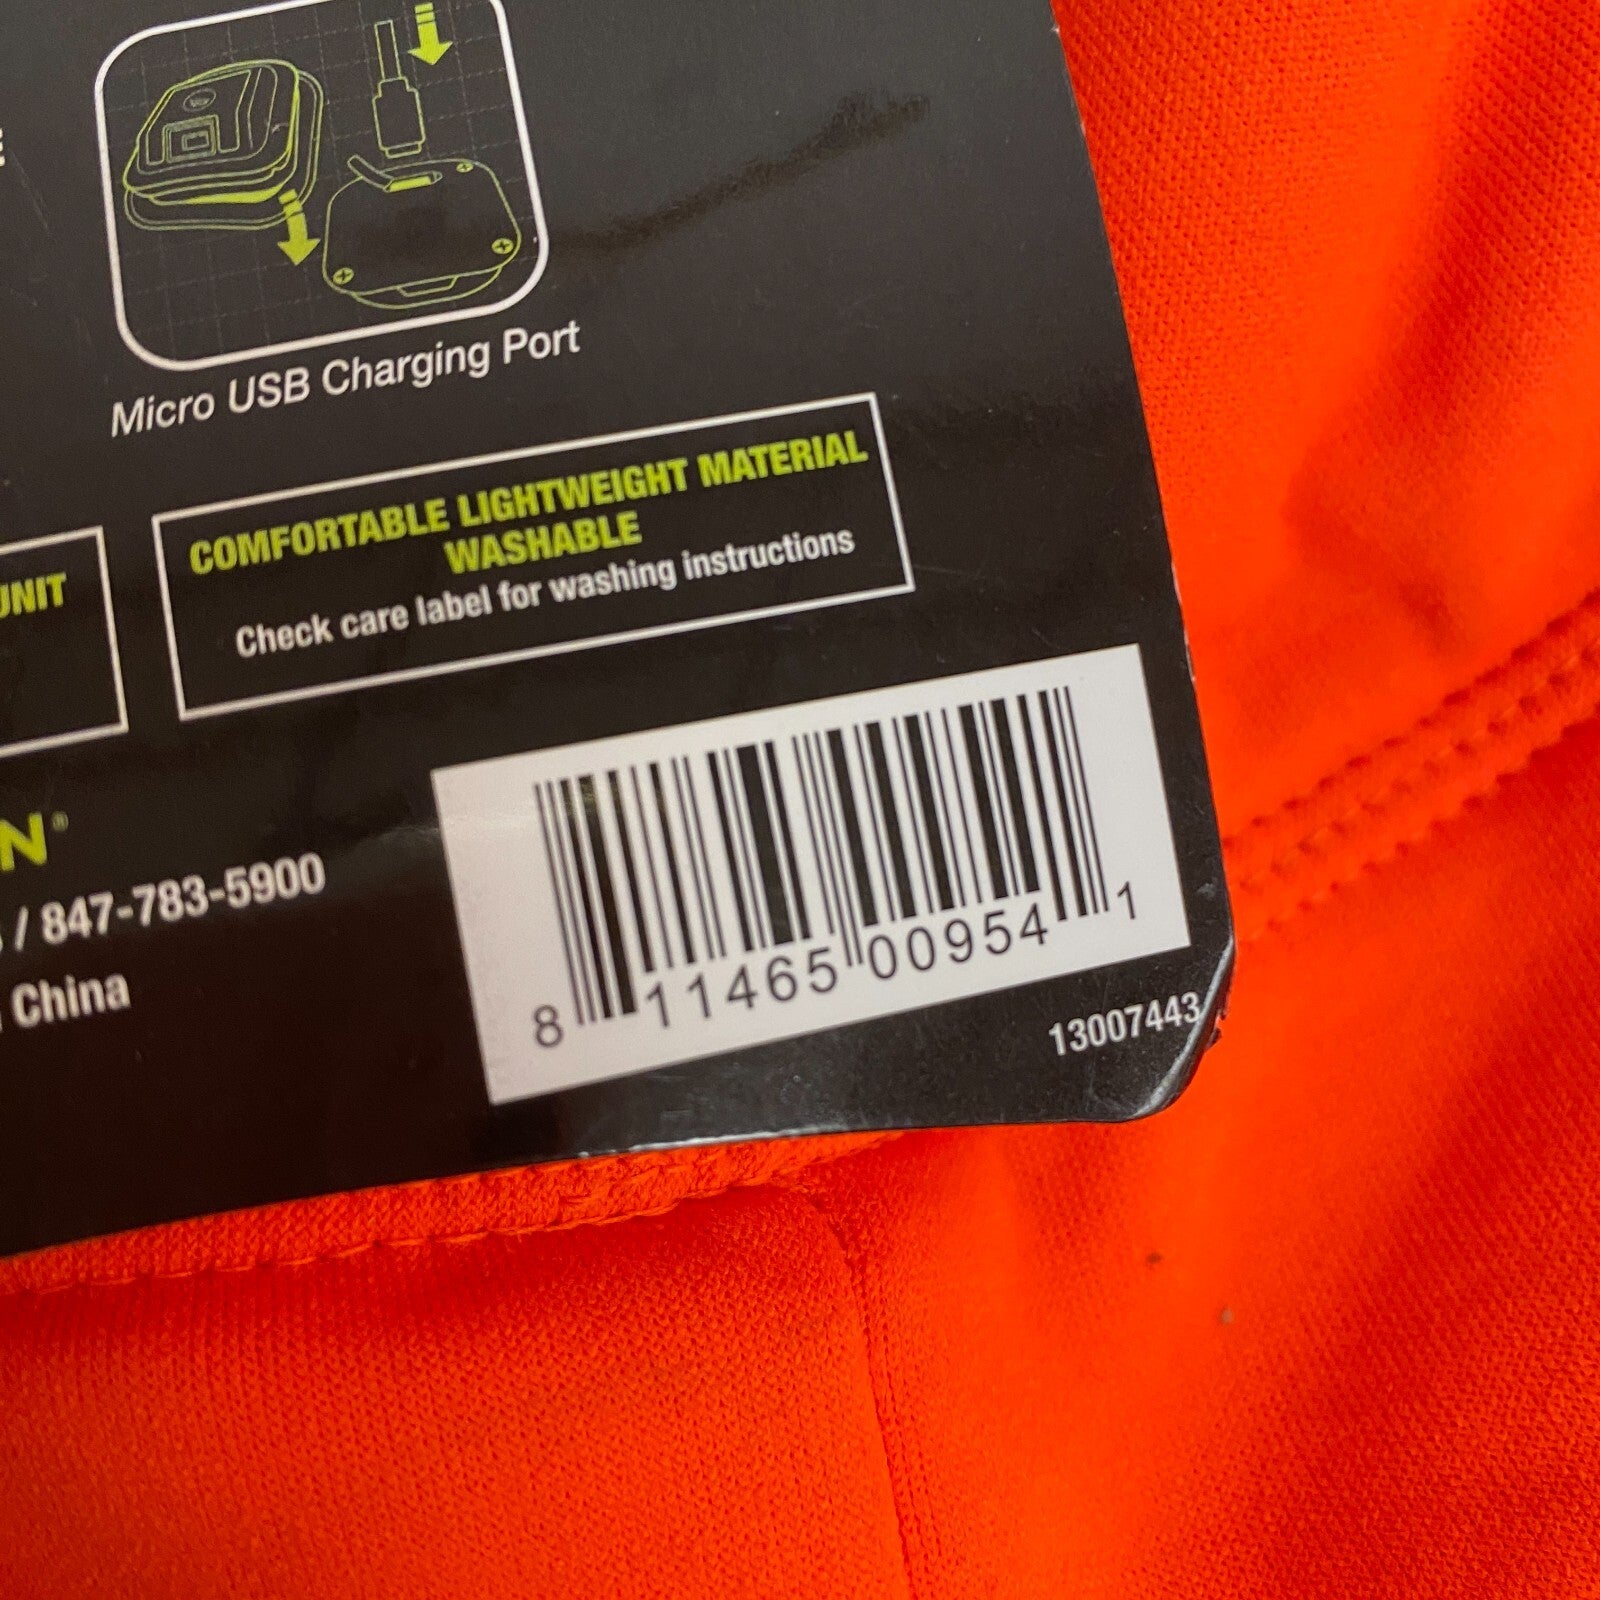 Micro USB Charging Port
COMFORTABLE LIGHTWEIGHT MATERIAL
WASHABLE
Check care label for washing instructions
UNIT
N®
/ 847-783-5900
China
8 11465 00954 1
13007443